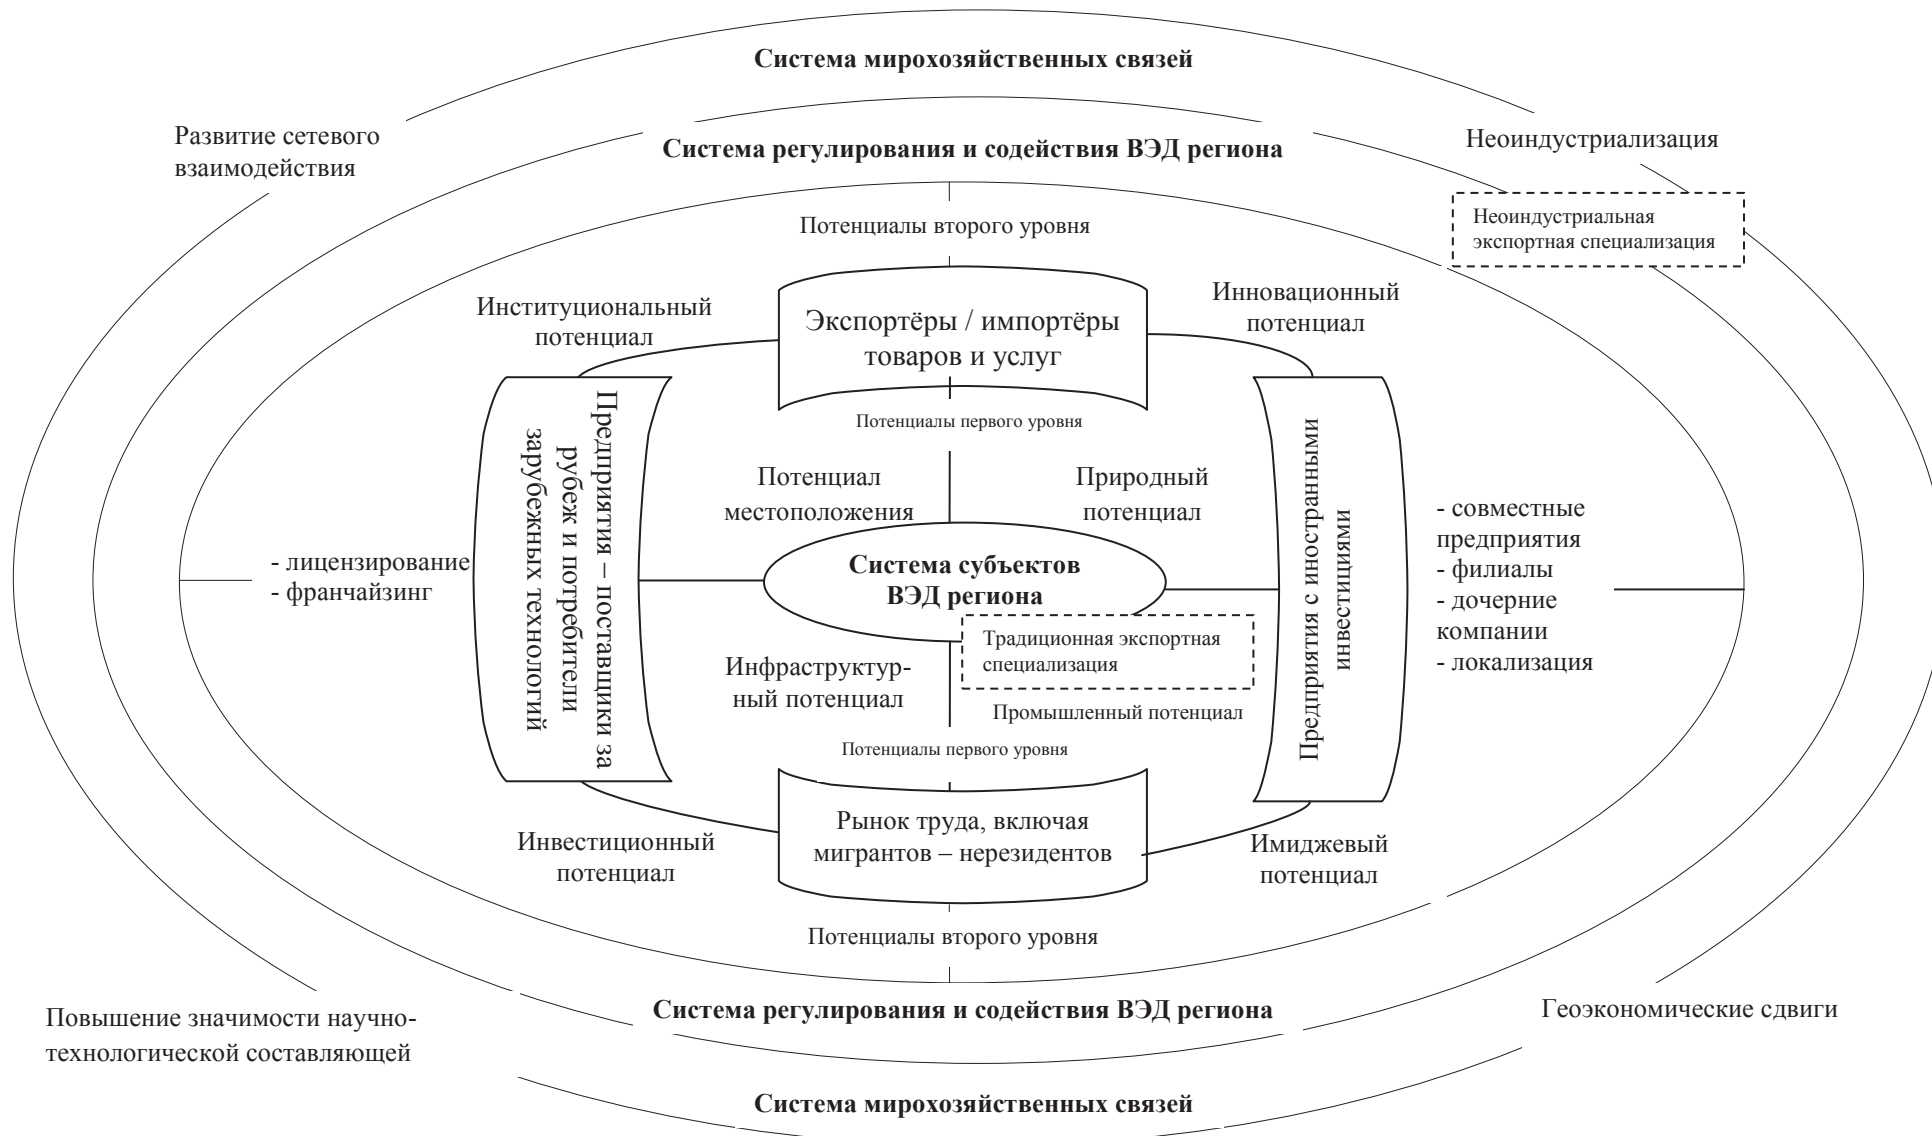 Система мирохозяйственных связей
Развитие сетевого
взаимодействия
Неоиндустриализация
Система регулирования и содействия ВЭД региона
Неоиндустриальная
экспортная специализация
Потенциалы второго уровня
Институциональный
потенциал
Экспортёры / импортёры
товаров и услуг
Инновационный
потенциал
Предприятия – поставщики за
рубеж и потребители
зарубежных технологий
Потенциалы первого уровня
Потенциал
местоположения
Природный
потенциал
Предприятия с иностранными
инвестициями
- лицензирование
- франчайзинг
Система субъектов
ВЭД региона
- совместные
предприятия
- филиалы
- дочерние
компании
- локализация
Традиционная экспортная
специализация
Инфраструктур-
ный потенциал
Промышленный потенциал
Потенциалы первого уровня
Рынок труда, включая
мигрантов – нерезидентов
Инвестиционный
потенциал
Имиджевый
потенциал
Потенциалы второго уровня
Повышение значимости научно-
технологической составляющей
Система регулирования и содействия ВЭД региона
Геоэкономические сдвиги
Система мирохозяйственных связей